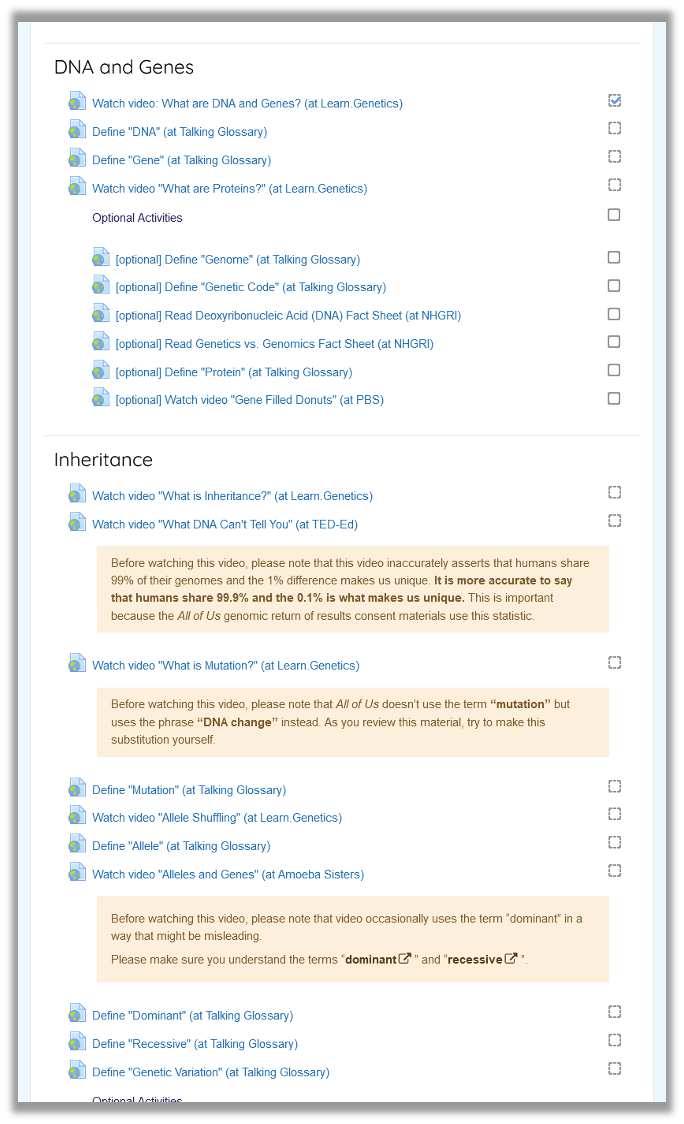 DNA and Genes
Watch video: What are DNA and Genes? (at Learn.Genetics)
Define "DNA" (at Talking Glossary)
Define "Gene" (at Talking Glossary)
Watch video "What are Proteins?" (at Learn.Genetics)
Optional Activities
[optional] Define "Genome" (at Talking Glossary)
[optional] Define "Genetic Code" (at Talking Glossary)
[optional] Read Deoxyribonucleic Acid (DNA) Fact Sheet (at NHGRI)
[optional] Read Genetics vs. Genomics Fact Sheet (at NHGRI)
[optional] Define "Protein" (at Talking Glossary)
[optional] Watch video "Gene Filled Donuts" (at PBS)
Inheritance
Watch video "What is Inheritance?" (at Learn.Genetics)
Watch video "What DNA Can't Tell You" (at TED-Ed)
Before watching this video, please note that this video inaccurately asserts that humans share
99% of their genomes and the 1% difference makes us unique. It is more accurate to say
that humans share 99.9% and the 0.1% is what makes us unique. This is important
because the All of Us genomic return of results consent materials use this statistic.
Watch video "What is Mutation?" (at Learn.Genetics)
Before watching this video, please note that All of Us doesn't use the term “mutation” but
uses the phrase “DNA change” instead. As you review this material, try to make this
substitution yourself.
Define "Mutation" (at Talking Glossary)
Watch video "Allele Shuffling" (at Learn.Genetics)
Define "Allele" (at Talking Glossary)
Watch video "Alleles and Genes" (at Amoeba Sisters)
Before watching this video, please note that video occasionally uses the term “dominant” in a
way that might be misleading.
Please make sure you understand the terms “dominant ” and “recessive ”.
Define "Dominant" (at Talking Glossary)
Define "Recessive" (at Talking Glossary)
Define "Genetic Variation" (at Talking Glossary)
Optional Activities